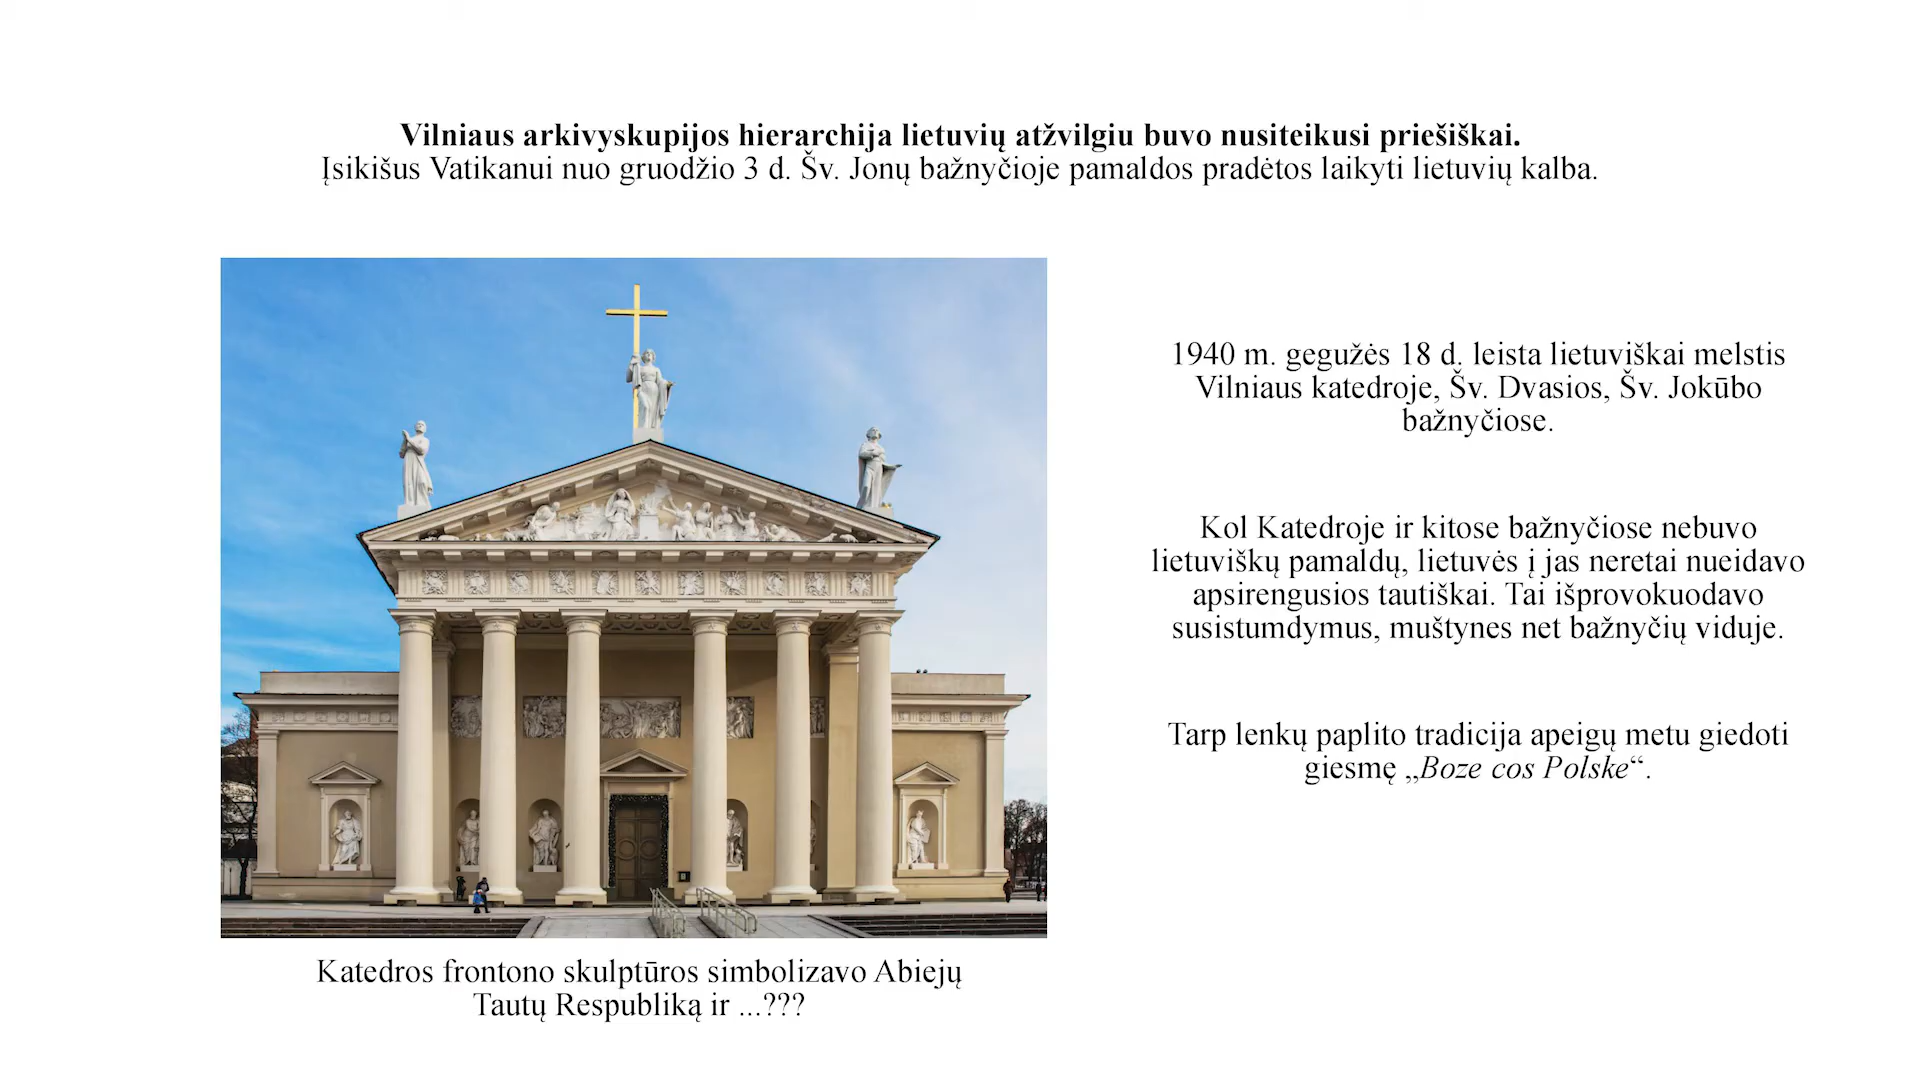 Vilniaus arkivyskupijos hierarchija lietuvių atžvilgiu buvo nusiteikusi priešiškai.
Įsikišus Vatikanui nuo gruodžio 3 d. Šv. Jonų bažnyčioje pamaldos pradėtos laikyti lietuvių kalba.
1940 m. gegužės 18 d. leista lietuviškai melstis
Vilniaus katedroje, Šv. Dvasios, Šv. Jokūbo
bažnyčiose.
Kol Katedroje ir kitose bažnyčiose nebuvo
lietuviškų pamaldų, lietuvės į jas neretai nueidavo
apsirengusios tautiškai. Tai išprovokuodavo
susistumdymus, muštynes net bažnyčių viduje.
Tarp lenkų paplito tradicija apeigų metu giedoti
giesmę „Boze cos Polske“.
Katedros frontono skulptūros simbolizavo Abiejų
Tautų Respubliką ir ...???